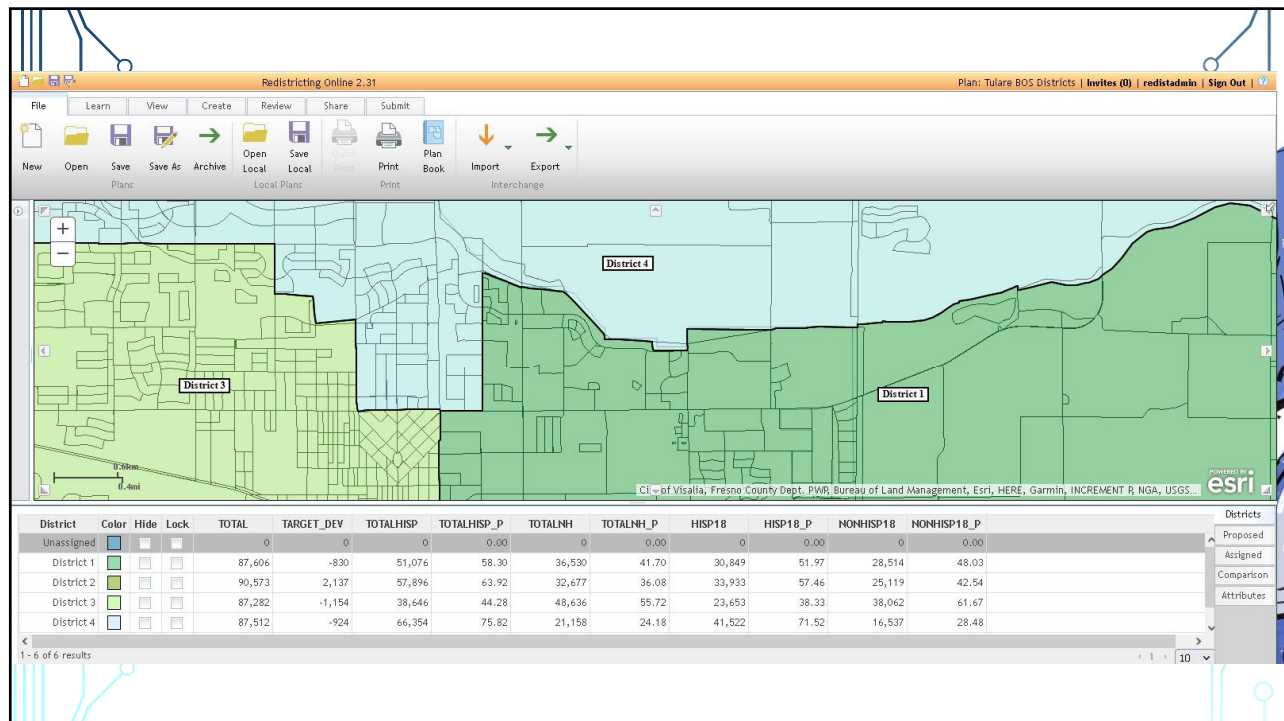 Redistricting Online 2.31
Plan: Tulare BOS Districts | Invites (0) | redistadmin | Sign Out | ?
File Learn View Create Review Share Submit
New Open Save Save As Archive Open Local Save Local Quick Print Print Plan Book Import Export
Plans Local Plans Print Interchange
+
−
District 4
District 3
District 1
0.6km
0.4mi
of Visalia, Fresno County Dept. PWP, Bureau of Land Management, Esri, HERE, Garmin, INCREMENT P, NGA, USGS...
POWERED BY
esri
District Color Hide Lock TOTAL TARGET_DEV TOTALHISP TOTALHISP_P TOTALNH TOTALNH_P HISP18 HISP18_P NONHISP18 NONHISP18_P
Unassigned 0 0 0 0.00 0 0.00 0 0.00 0 0.00
District 1 87,606 -830 51,076 58.30 36,530 41.70 30,849 51.97 28,514 48.03
District 2 90,573 2,137 57,896 63.92 32,677 36.08 33,933 57.46 25,119 42.54
District 3 87,282 -1,154 38,646 44.28 48,636 55.72 23,653 38.33 38,062 61.67
District 4 87,512 -924 66,354 75.82 21,158 24.18 41,522 71.52 16,537 28.48
Districts
Proposed
Assigned
Comparison
Attributes
1 - 6 of 6 results
1
10